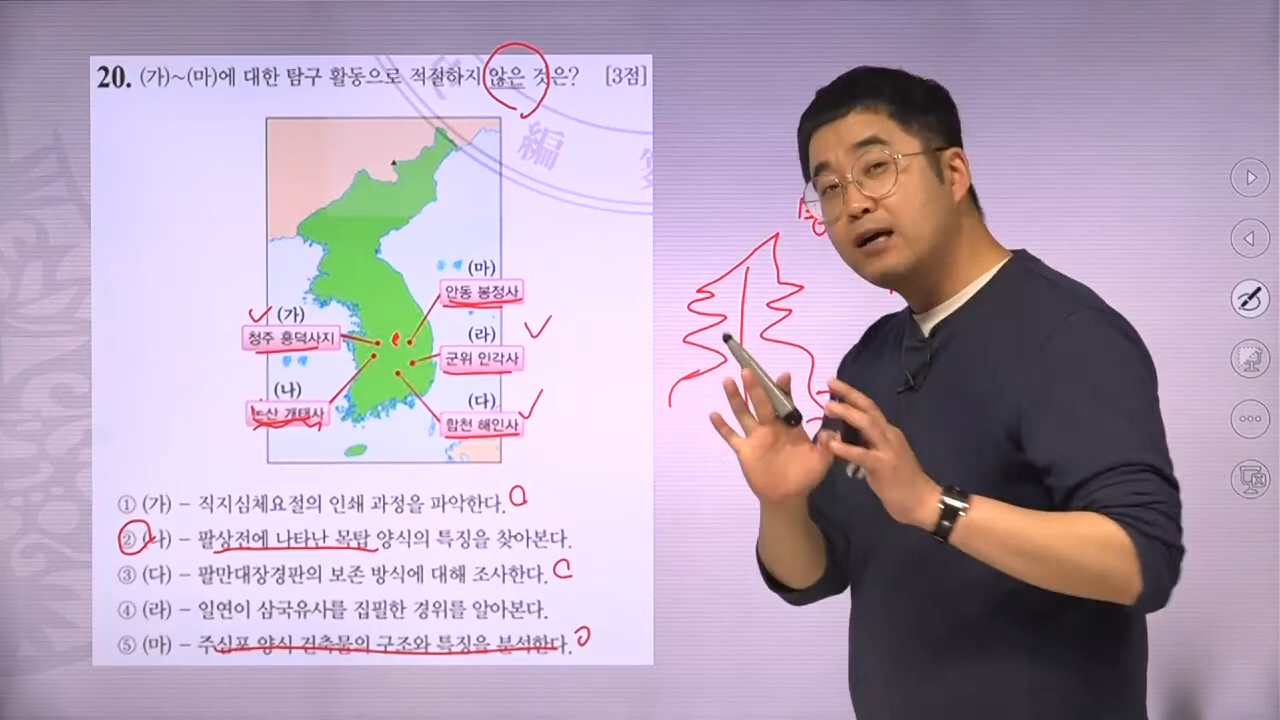 20. (가)~(마)에 대한 탐구 활동으로 적절하지 않은 것은? [3점]
編
(마)
안동 봉정사
(가)
청주 흥덕사지
(라)
군위 인각사
(나)
논산 개태사
(다)
합천 해인사
① (가) - 직지심체요절의 인쇄 과정을 파악한다.
② (나) - 팔상전에 나타난 목탑 양식의 특징을 찾아본다.
③ (다) - 팔만대장경판의 보존 방식에 대해 조사한다.
④ (라) - 일연이 삼국유사를 집필한 경위를 알아본다.
⑤ (마) - 주심포 양식 건축물의 구조와 특징을 분석한다.